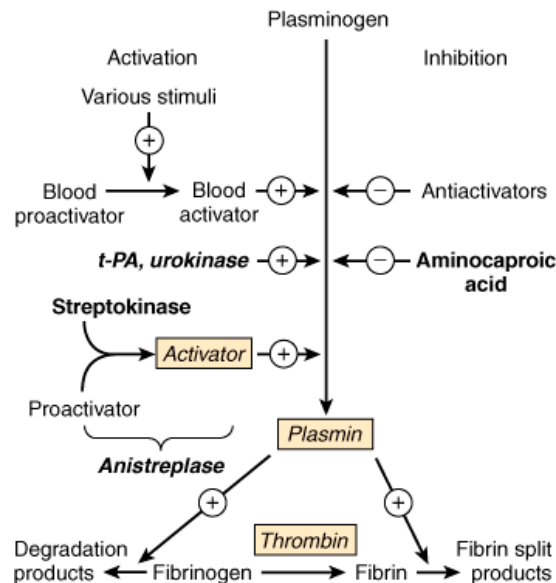 Plasminogen
Activation
Inhibition
Various stimuli
+
Blood
proactivator
Blood
activator
+
−
Antiactivators
t-PA, urokinase
+
−
Aminocaproic
acid
Streptokinase
Activator
+
Proactivator
Anistreplase
Plasmin
+
+
Thrombin
Degradation
products
Fibrinogen
Fibrin
Fibrin split
products